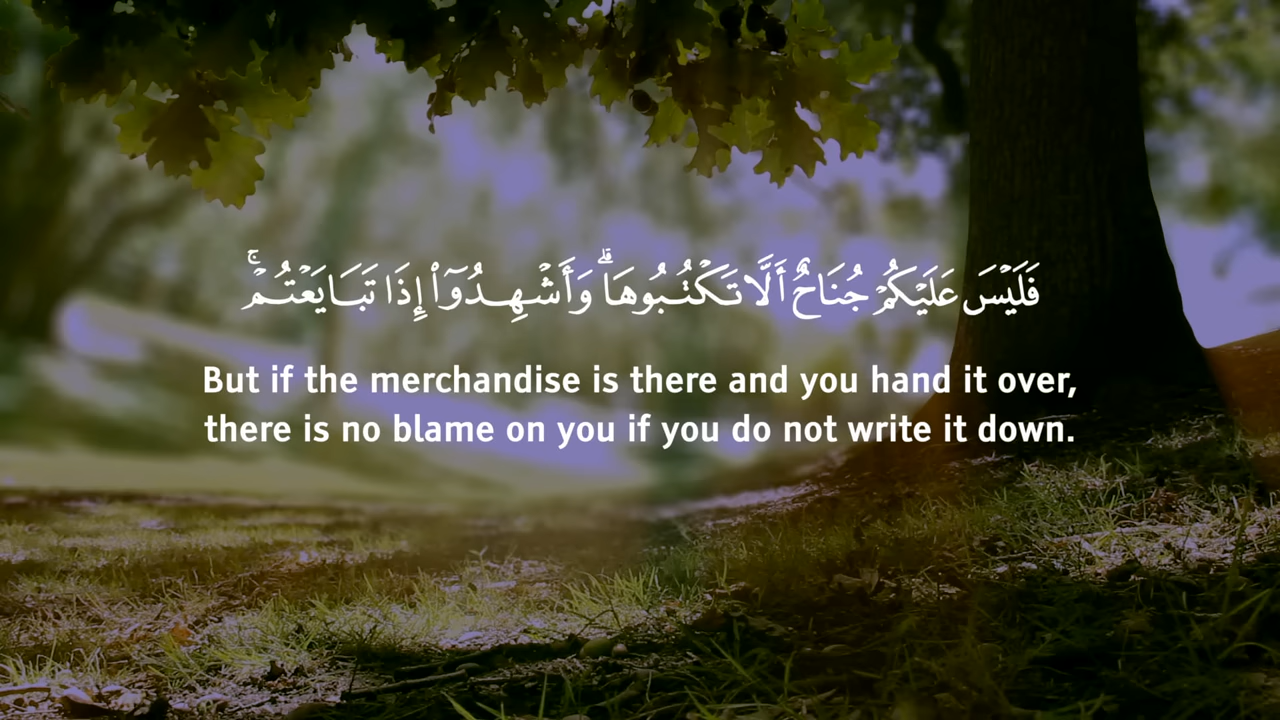 فَلَيْسَ عَلَيْكُمْ جُنَاحٌ أَلَّا تَكْتُبُوهَا ۗ وَأَشْهِدُوٓا۟ إِذَا تَبَايَعْتُمْ ۚ
But if the merchandise is there and you hand it over,
there is no blame on you if you do not write it down.